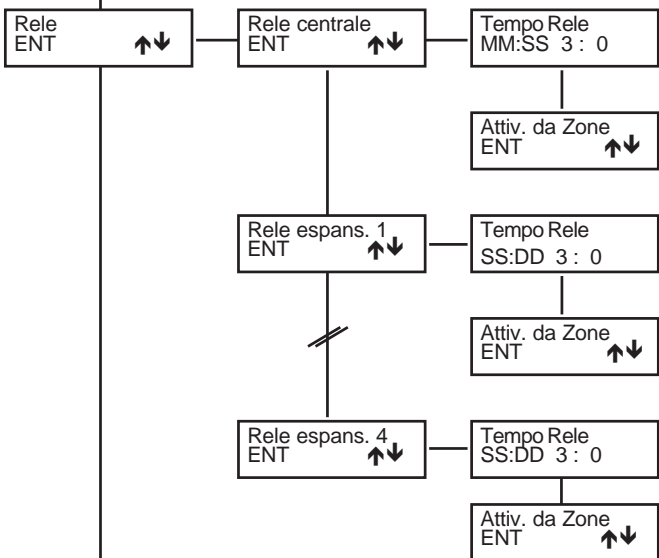 Rele
ENT ↑↓
Rele centrale
ENT ↑↓
Tempo Rele
MM:SS 3 : 0
Attiv. da Zone
ENT ↑↓
Rele espans. 1
ENT ↑↓
Tempo Rele
SS:DD 3 : 0
Attiv. da Zone
ENT ↑↓
Rele espans. 4
ENT ↑↓
Tempo Rele
SS:DD 3 : 0
Attiv. da Zone
ENT ↑↓